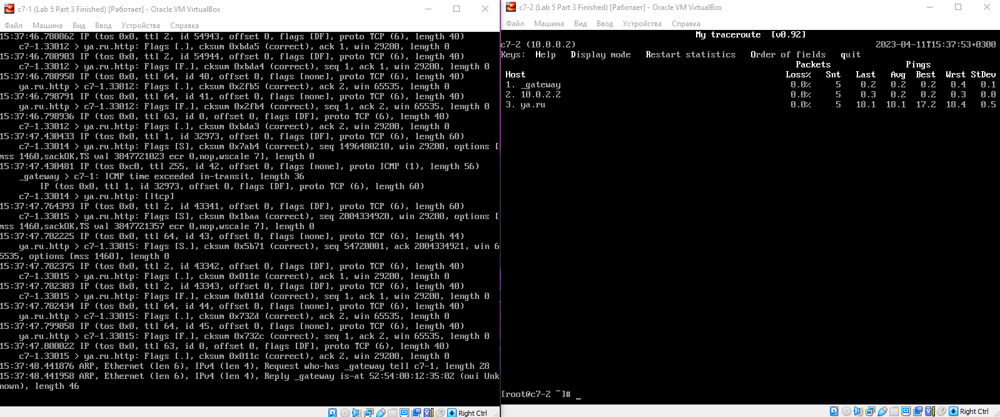 c7-1 (Lab 5 Part 3 Finished) [Работает] - Oracle VM VirtualBox
Файл Машина Вид Ввод Устройства Справка
15:37:46.780862 IP (tos 0x0, ttl 2, id 54943, offset 0, flags [DF], proto TCP (6), length 40)
c7-1.33012 > ya.ru.http: Flags [.], cksum 0xbda5 (correct), ack 1, win 29200, length 0
15:37:46.780903 IP (tos 0x0, ttl 2, id 54944, offset 0, flags [DF], proto TCP (6), length 40)
c7-1.33012 > ya.ru.http: Flags [F.], cksum 0xbda4 (correct), seq 1, ack 1, win 29200, length 0
15:37:46.780958 IP (tos 0x0, ttl 64, id 40, offset 0, flags [none], proto TCP (6), length 40)
ya.ru.http > c7-1.33012: Flags [.], cksum 0x2fb5 (correct), ack 2, win 65535, length 0
15:37:46.798791 IP (tos 0x0, ttl 64, id 41, offset 0, flags [none], proto TCP (6), length 40)
ya.ru.http > c7-1.33012: Flags [F.], cksum 0x2fb4 (correct), seq 1, ack 2, win 65535, length 0
15:37:46.798936 IP (tos 0x0, ttl 63, id 0, offset 0, flags [DF], proto TCP (6), length 40)
c7-1.33012 > ya.ru.http: Flags [.], cksum 0xbda3 (correct), ack 2, win 29200, length 0
15:37:47.430433 IP (tos 0x0, ttl 1, id 32973, offset 0, flags [DF], proto TCP (6), length 60)
c7-1.33014 > ya.ru.http: Flags [S], cksum 0x7ab4 (correct), seq 1496480210, win 29200, options [
mss 1460,sackOK,TS val 3847721023 ecr 0,nop,wscale 7], length 0
15:37:47.430481 IP (tos 0xc0, ttl 255, id 42, offset 0, flags [none], proto ICMP (1), length 56)
_gateway > c7-1: ICMP time exceeded in-transit, length 36
IP (tos 0x0, ttl 1, id 32973, offset 0, flags [DF], proto TCP (6), length 60)
c7-1.33014 > ya.ru.http: [|tcp]
15:37:47.764393 IP (tos 0x0, ttl 2, id 43341, offset 0, flags [DF], proto TCP (6), length 60)
c7-1.33015 > ya.ru.http: Flags [S], cksum 0x1baa (correct), seq 2004334920, win 29200, options [
mss 1460,sackOK,TS val 3847721357 ecr 0,nop,wscale 7], length 0
15:37:47.782225 IP (tos 0x0, ttl 64, id 43, offset 0, flags [none], proto TCP (6), length 44)
ya.ru.http > c7-1.33015: Flags [S.], cksum 0x5b71 (correct), seq 54720001, ack 2004334921, win 6
5535, options [mss 1460], length 0
15:37:47.782375 IP (tos 0x0, ttl 2, id 43342, offset 0, flags [DF], proto TCP (6), length 40)
c7-1.33015 > ya.ru.http: Flags [.], cksum 0x011e (correct), ack 1, win 29200, length 0
15:37:47.782383 IP (tos 0x0, ttl 2, id 43343, offset 0, flags [DF], proto TCP (6), length 40)
c7-1.33015 > ya.ru.http: Flags [F.], cksum 0x011d (correct), seq 1, ack 1, win 29200, length 0
15:37:47.782434 IP (tos 0x0, ttl 64, id 44, offset 0, flags [none], proto TCP (6), length 40)
ya.ru.http > c7-1.33015: Flags [.], cksum 0x732d (correct), ack 2, win 65535, length 0
15:37:47.799858 IP (tos 0x0, ttl 64, id 45, offset 0, flags [none], proto TCP (6), length 40)
ya.ru.http > c7-1.33015: Flags [F.], cksum 0x732c (correct), seq 1, ack 2, win 65535, length 0
15:37:47.800022 IP (tos 0x0, ttl 63, id 0, offset 0, flags [DF], proto TCP (6), length 40)
c7-1.33015 > ya.ru.http: Flags [.], cksum 0x011c (correct), ack 2, win 29200, length 0
15:37:48.441876 ARP, Ethernet (len 6), IPv4 (len 4), Request who-has _gateway tell c7-1, length 28
15:37:48.441958 ARP, Ethernet (len 6), IPv4 (len 4), Reply _gateway is-at 52:54:00:12:35:02 (oui Unk
nown), length 46
Right Ctrl
c7-2 (Lab 5 Part 3 Finished) [Работает] - Oracle VM VirtualBox
Файл Машина Вид Ввод Устройства Справка
My traceroute [v0.92]
c7-2 (10.0.0.2) 2023-04-11T15:37:53+0300
Keys: Help Display mode Restart statistics Order of fields quit
Packets Pings
Host Loss% Snt Last Avg Best Wrst StDev
1. _gateway 0.0% 5 0.2 0.2 0.2 0.4 0.1
2. 10.0.2.2 0.0% 5 0.3 0.2 0.2 0.3 0.0
3. ya.ru 0.0% 5 18.1 18.1 17.2 18.4 0.5
[root@c7-2 ~]# _
Right Ctrl